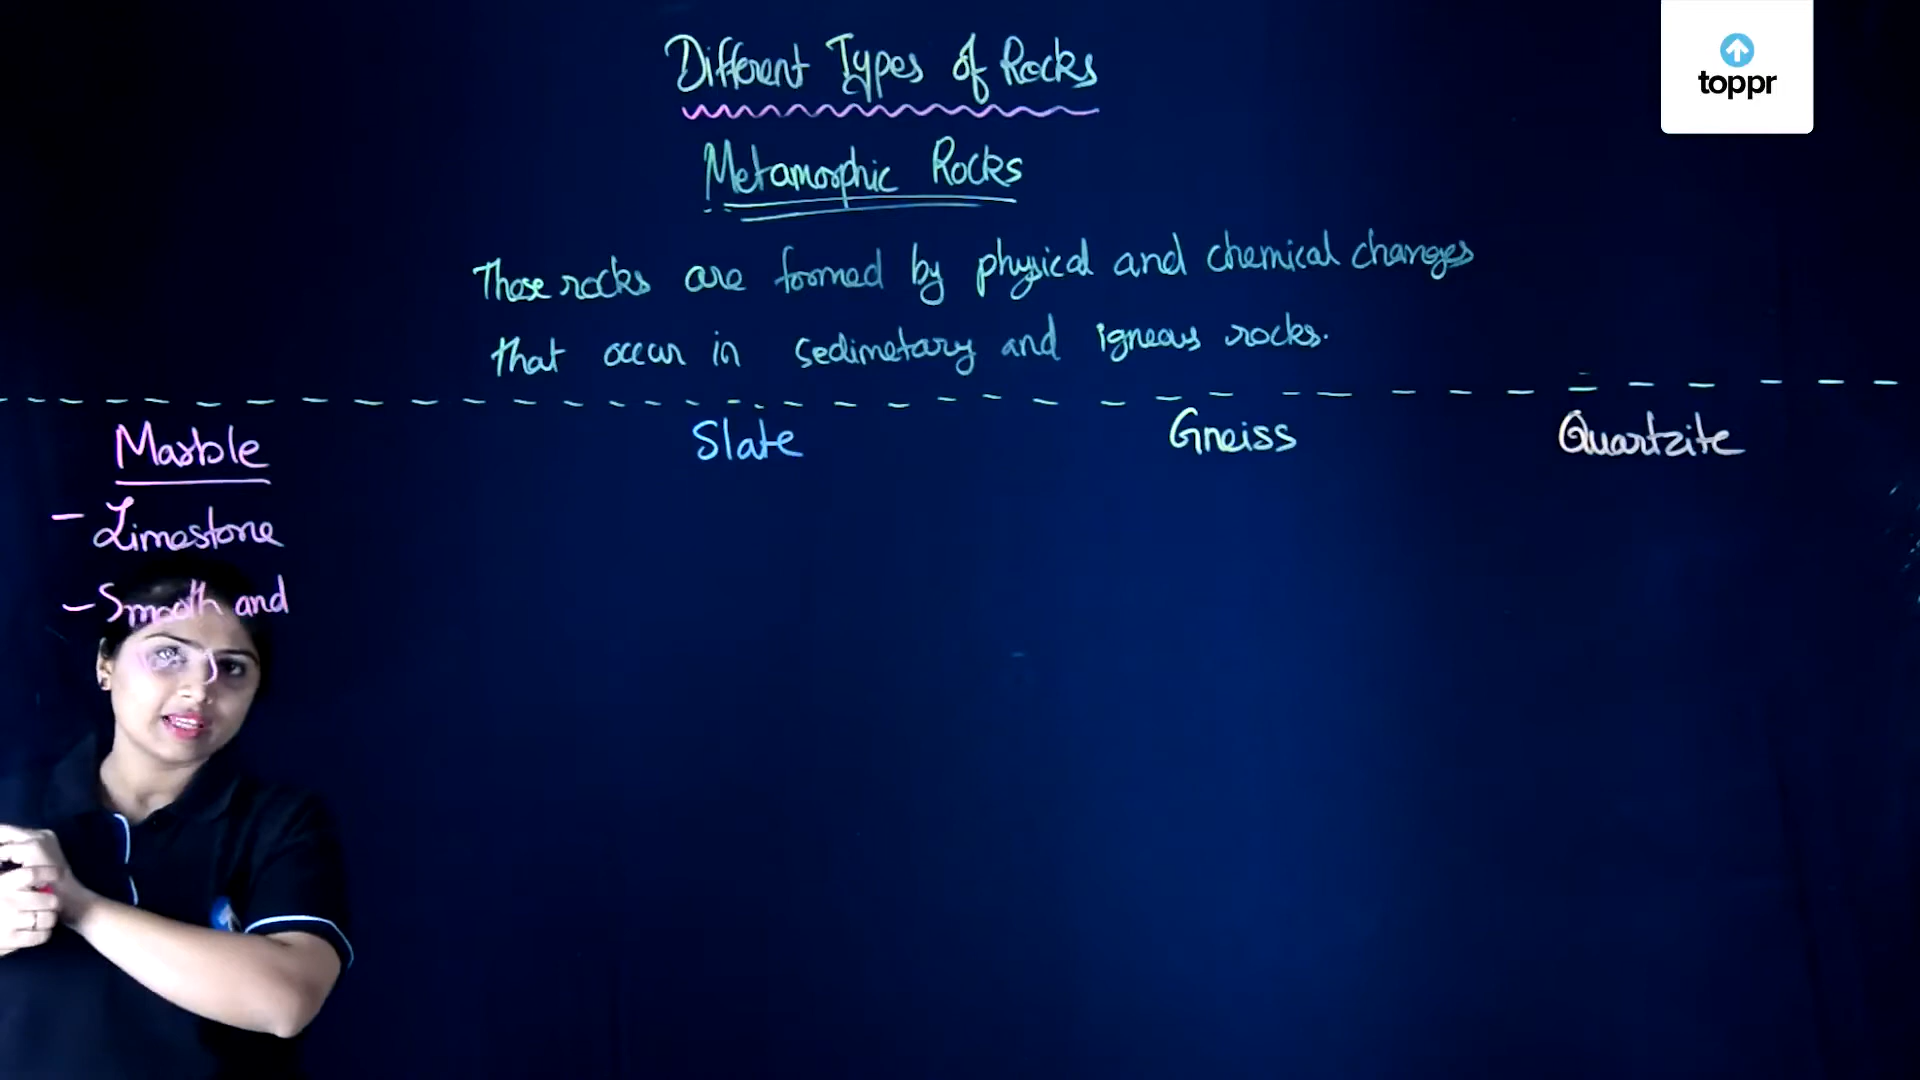 Different Types of Rocks
toppr
Metamorphic Rocks
These rocks are formed by physical and chemical changes
that occur in sedimetary and igneous rocks.
Marble
Slate
Gneiss
Quartzite
- Limestone
- Smooth and